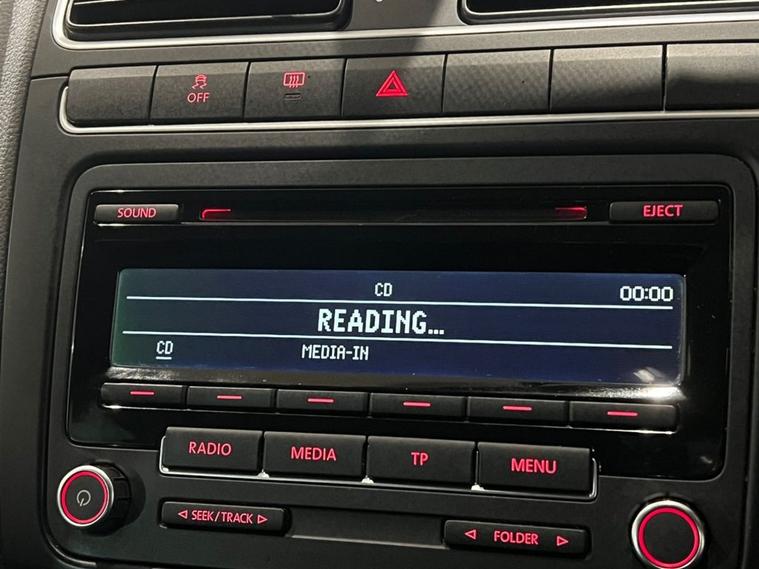 OFF
SOUND
EJECT
CD
00:00
READING...
CD
MEDIA-IN
RADIO
MEDIA
TP
MENU
SEEK/TRACK
FOLDER